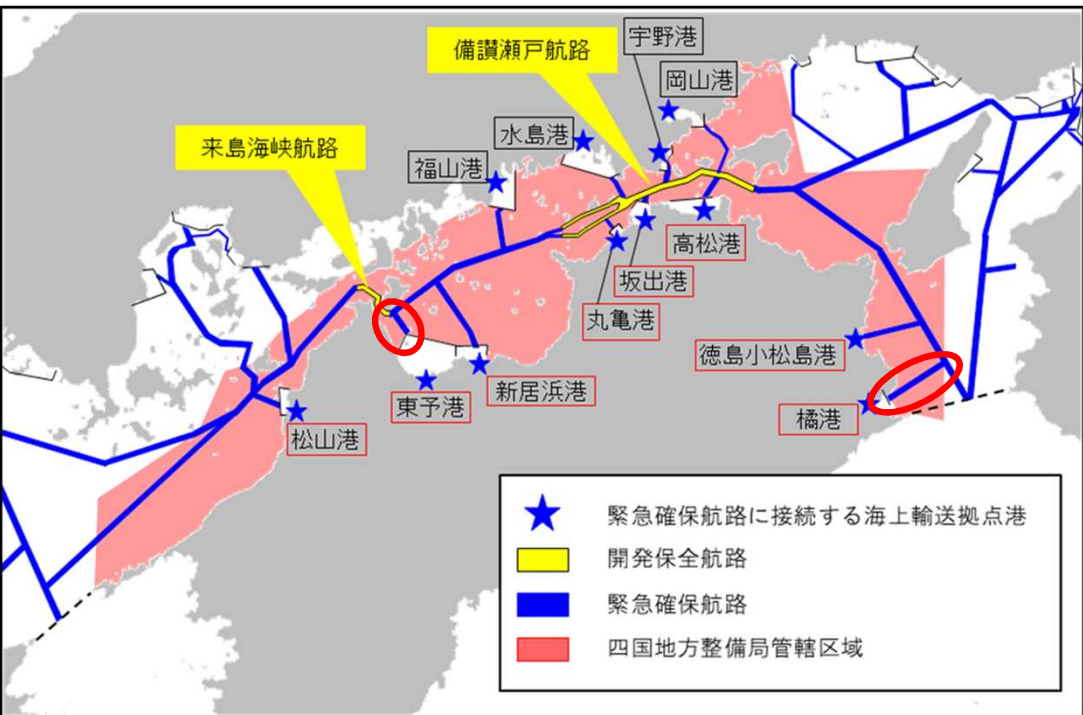 備讃瀬戸航路
宇野港
岡山港
水島港
来島海峡航路
福山港
高松港
坂出港
丸亀港
徳島小松島港
新居浜港
東予港
橘港
松山港
緊急確保航路に接続する海上輸送拠点港
開発保全航路
緊急確保航路
四国地方整備局管轄区域